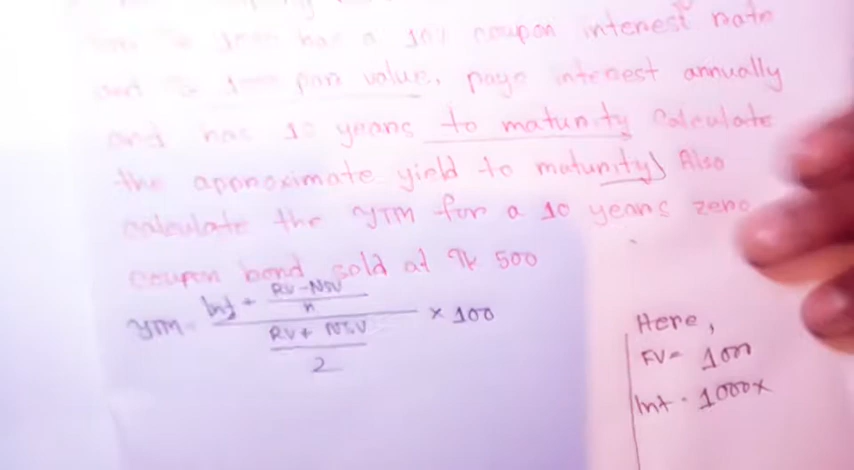 has a 10% coupon interest rate
par value, pays interest annually
and has 10 years to maturity Calculate
the approximate yield to maturity) Also
calculate the YTM for a 10 years zero
coupon bond sold at Tk 500
YTM = Int + RV-NSV / n / RV + NSV / 2 × 100
Here,
FV = 1000
Int = 1000×